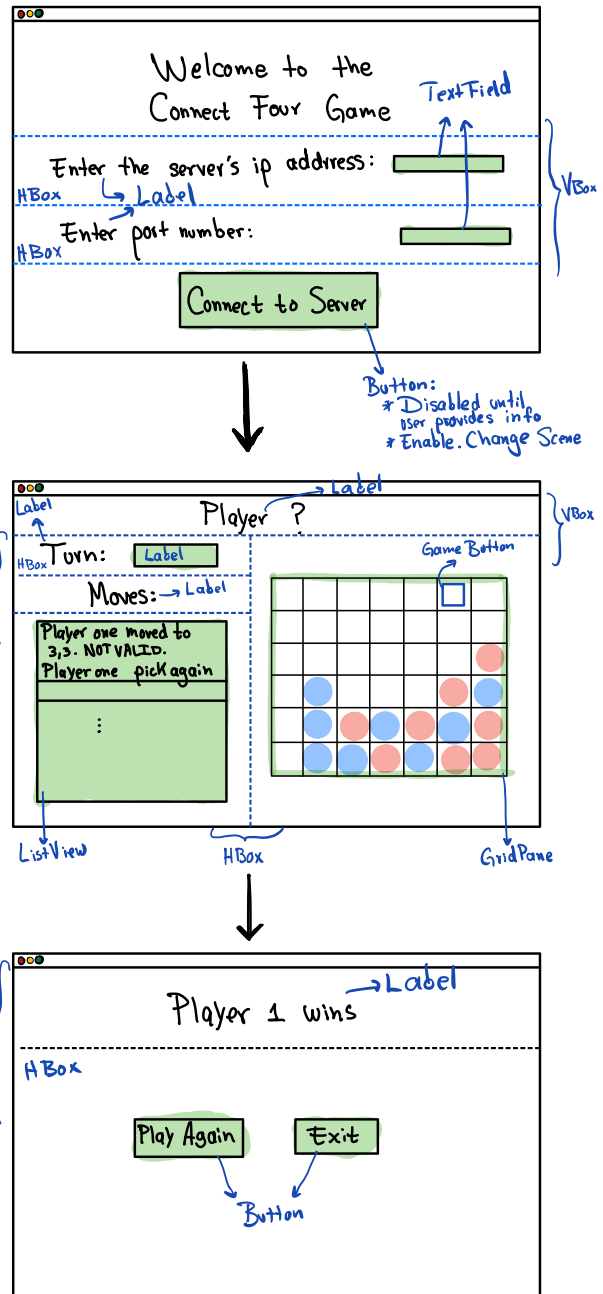 Welcome to the
Connect Four Game
TextField
Enter the server's ip address:
HBox
Label
VBox
Enter port number:
HBox
Connect to Server
Button:
* Disabled until
user provides info
* Enable. Change Scene
Label
Player ?
Label
VBox
HBox
Turn:
Label
Game Button
Moves:
Label
Player one moved to
3,3. NOT VALID.
Player one pick again
⋮
ListView
HBox
GridPane
Label
Player 1 wins
HBox
Play Again
Exit
Button